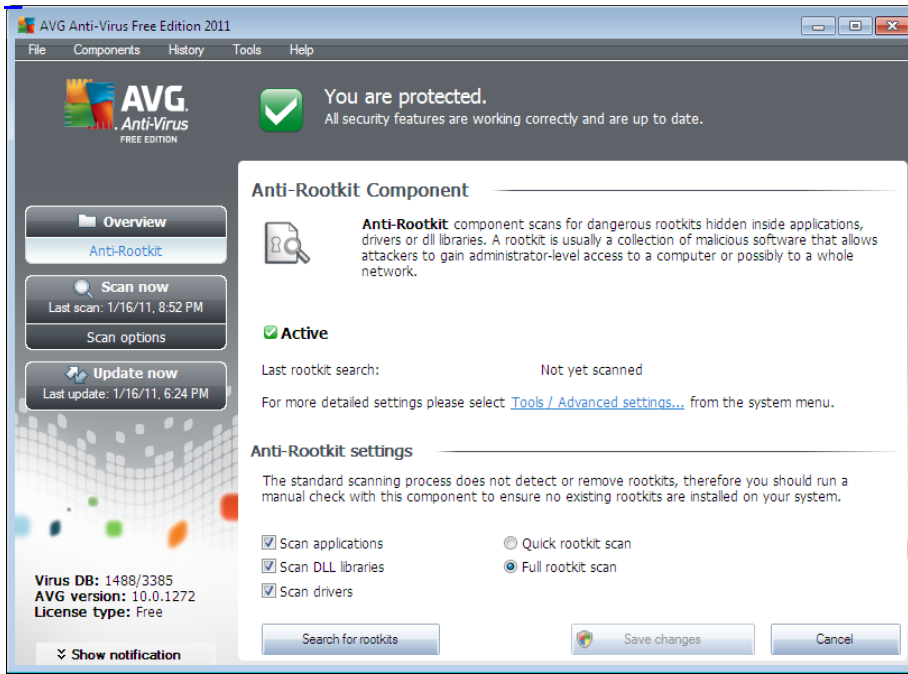 AVG Anti-Virus Free Edition 2011
File Components History Tools Help
AVG.
Anti-Virus
FREE EDITION
You are protected.
All security features are working correctly and are up to date.
Overview
Anti-Rootkit
Scan now
Last scan: 1/16/11, 8:52 PM
Scan options
Update now
Last update: 1/16/11, 6:24 PM
Virus DB: 1488/3385
AVG version: 10.0.1272
License type: Free
Show notification
Anti-Rootkit Component
Anti-Rootkit component scans for dangerous rootkits hidden inside applications,
drivers or dll libraries. A rootkit is usually a collection of malicious software that allows
attackers to gain administrator-level access to a computer or possibly to a whole
network.
Active
Last rootkit search: Not yet scanned
For more detailed settings please select Tools / Advanced settings... from the system menu.
Anti-Rootkit settings
The standard scanning process does not detect or remove rootkits, therefore you should run a
manual check with this component to ensure no existing rootkits are installed on your system.
Scan applications Quick rootkit scan
Scan DLL libraries Full rootkit scan
Scan drivers
Search for rootkits Save changes Cancel